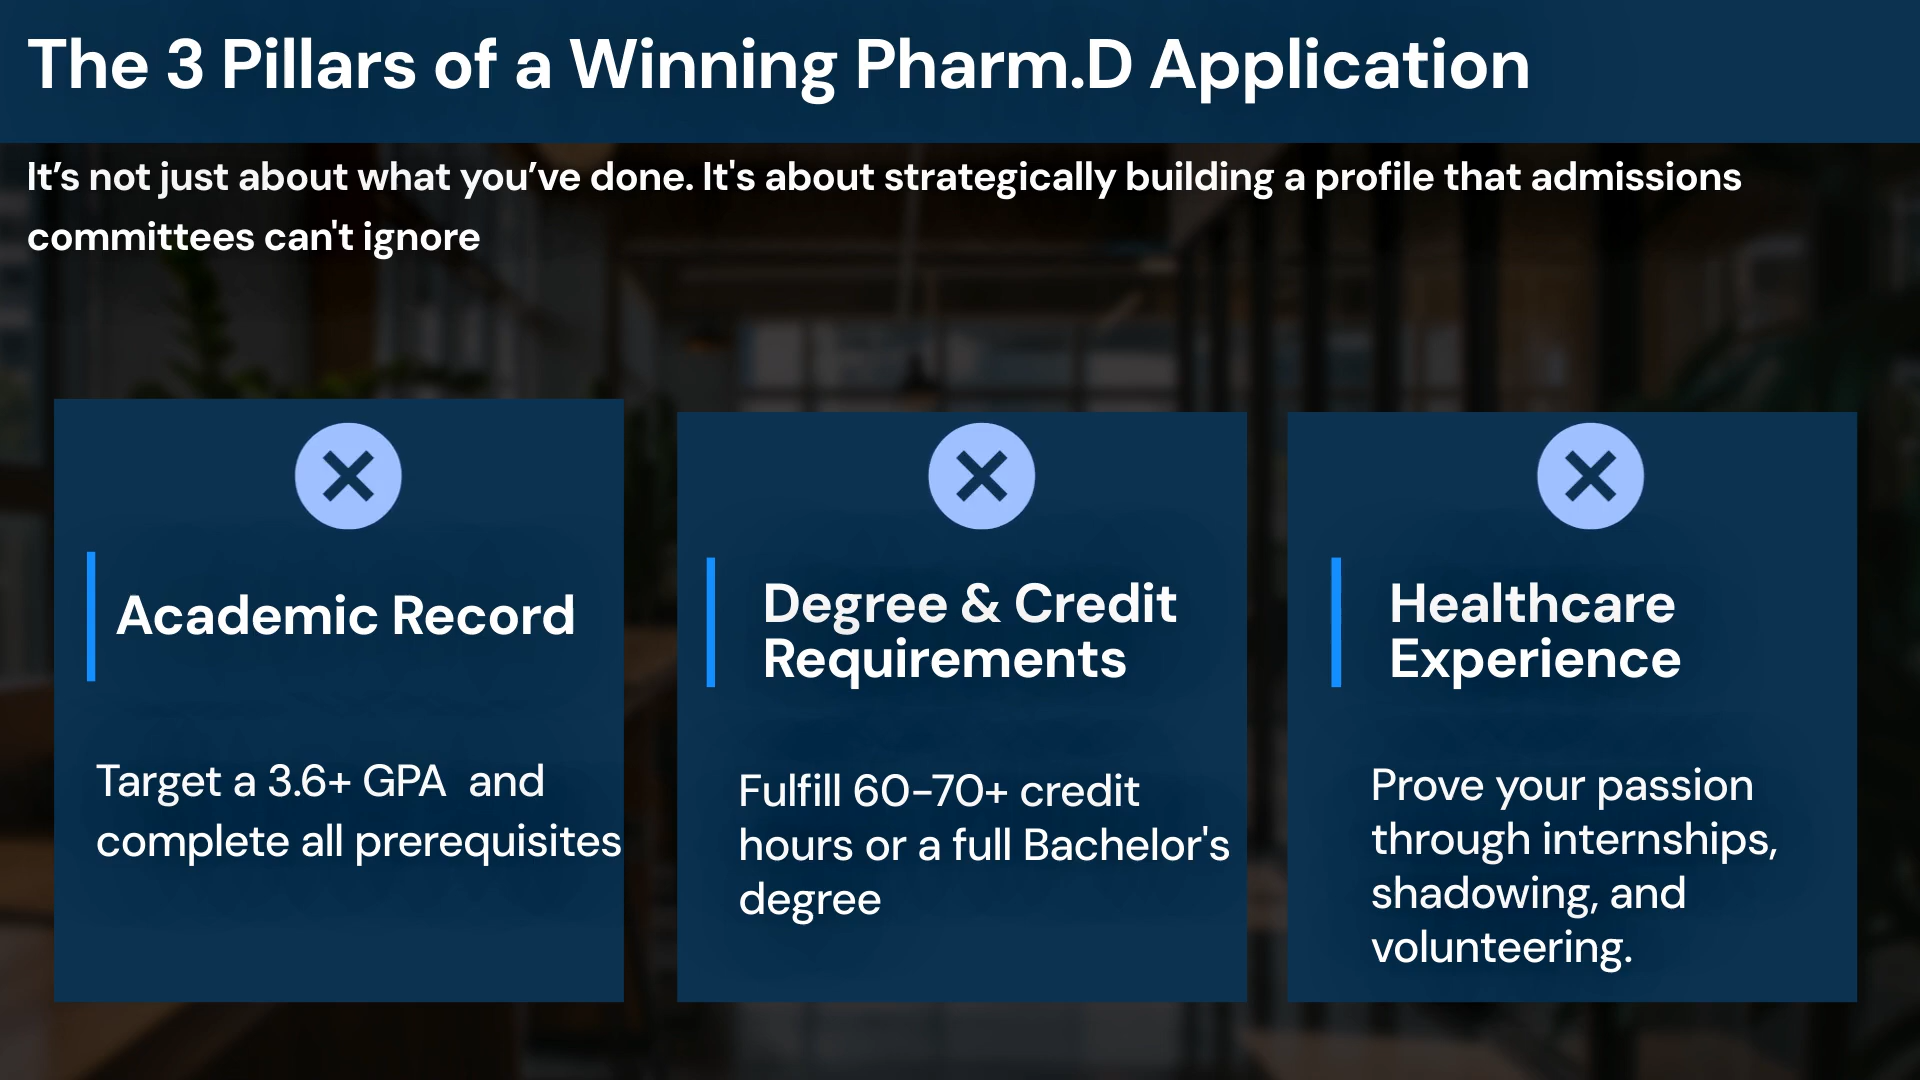 The 3 Pillars of a Winning Pharm.D Application
It’s not just about what you’ve done. It's about strategically building a profile that admissions
committees can't ignore
Academic Record
Target a 3.6+ GPA  and
complete all prerequisites
Degree & Credit
Requirements
Fulfill 60-70+ credit
hours or a full Bachelor's
degree
Healthcare
Experience
Prove your passion
through internships,
shadowing, and
volunteering.